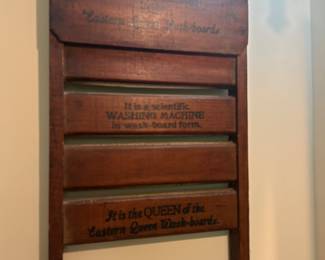 Eastern Queen Wash-boards
It is a scientific
WASHING MACHINE
in wash-board form.
It is the QUEEN of the
Eastern Queen Wash-boards.